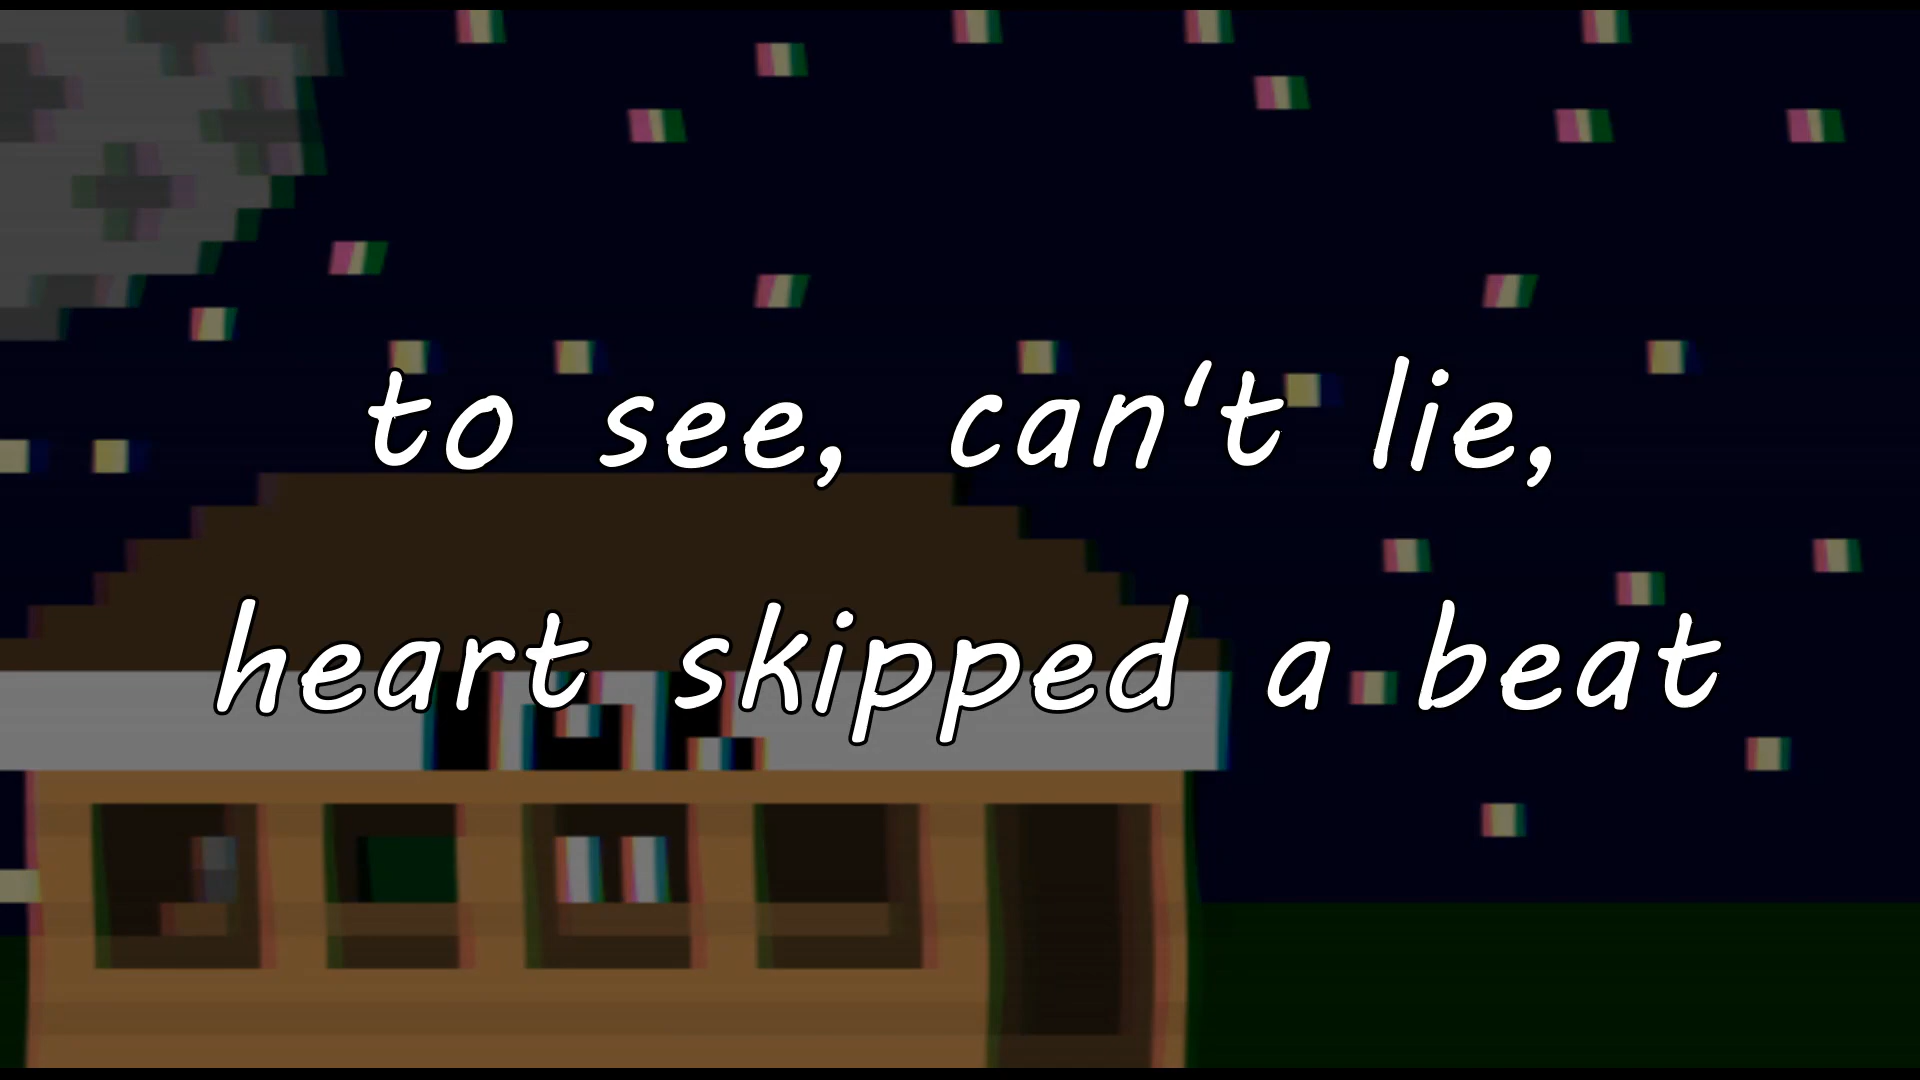 to see, can't lie,
heart skipped a beat